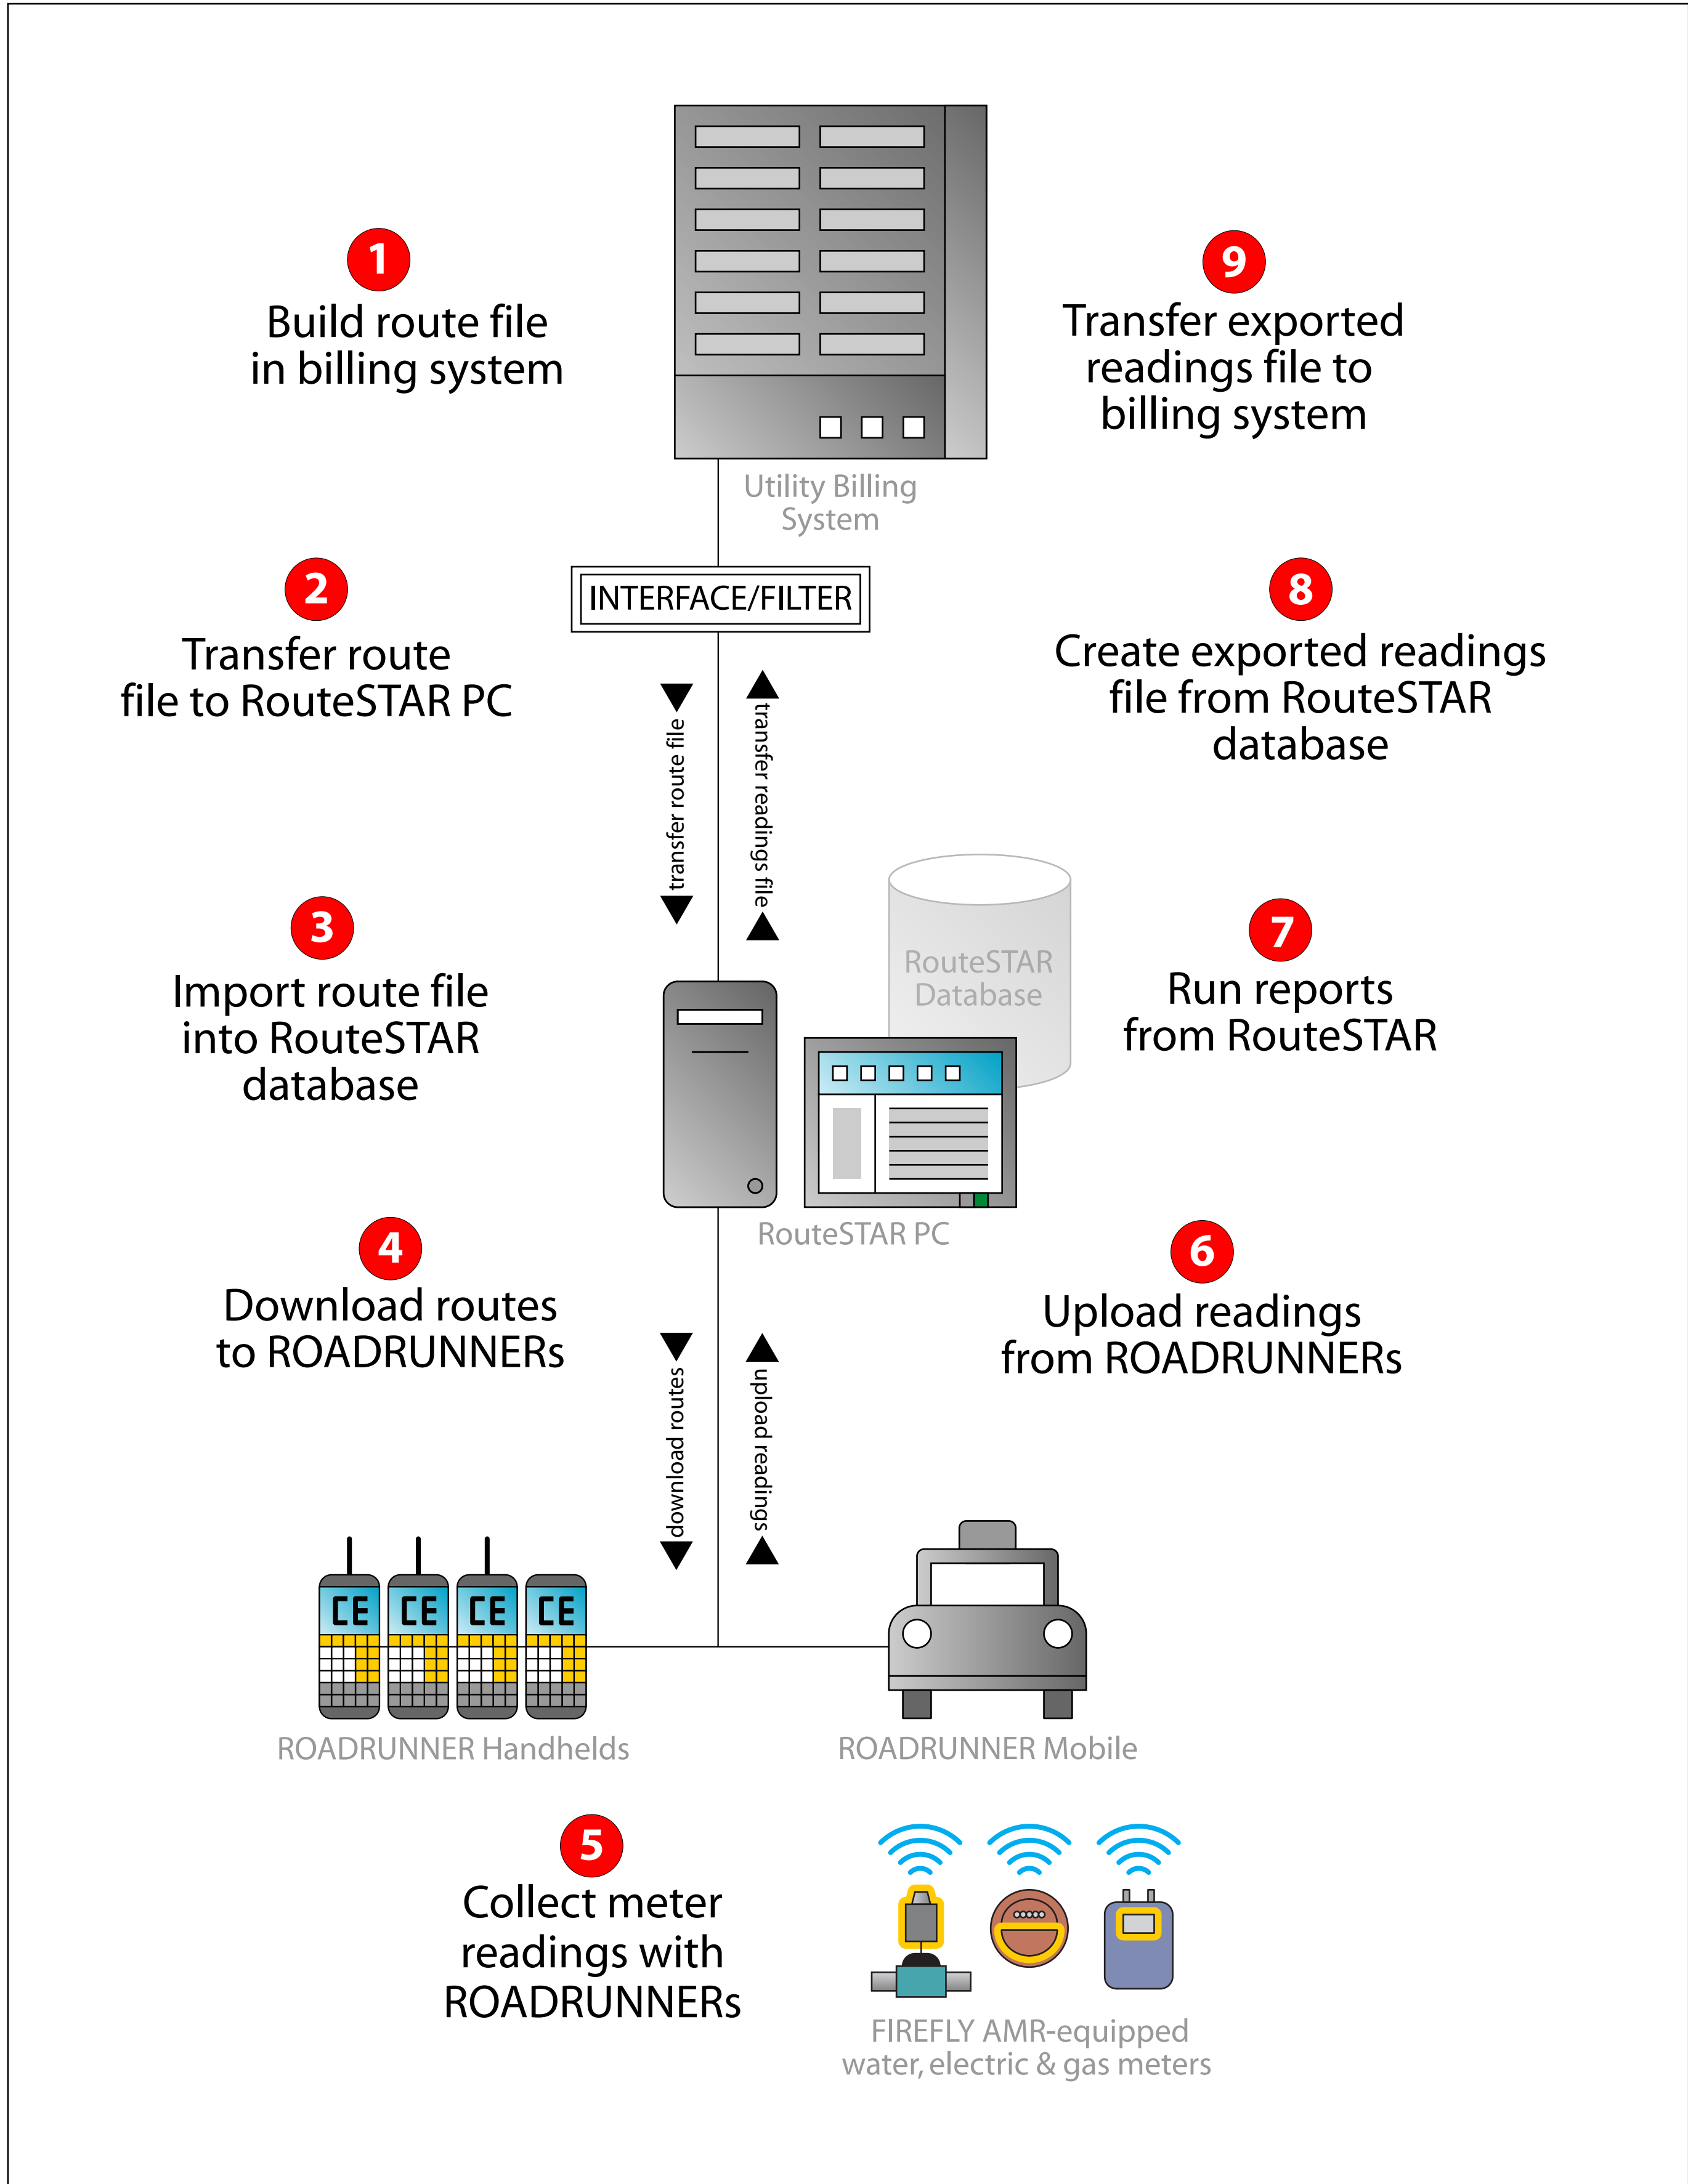 1
Build route file
in billing system
9
Transfer exported
readings file to
billing system
Utility Billing
System
2
Transfer route
file to RouteSTAR PC
INTERFACE/FILTER
8
Create exported readings
file from RouteSTAR
database
transfer route file
transfer readings file
3
Import route file
into RouteSTAR
database
RouteSTAR
Database
7
Run reports
from RouteSTAR
RouteSTAR PC
4
Download routes
to ROADRUNNERs
6
Upload readings
from ROADRUNNERs
download routes
upload readings
CE CE CE CE
ROADRUNNER Handhelds
ROADRUNNER Mobile
5
Collect meter
readings with
ROADRUNNERs
FIREFLY AMR-equipped
water, electric & gas meters